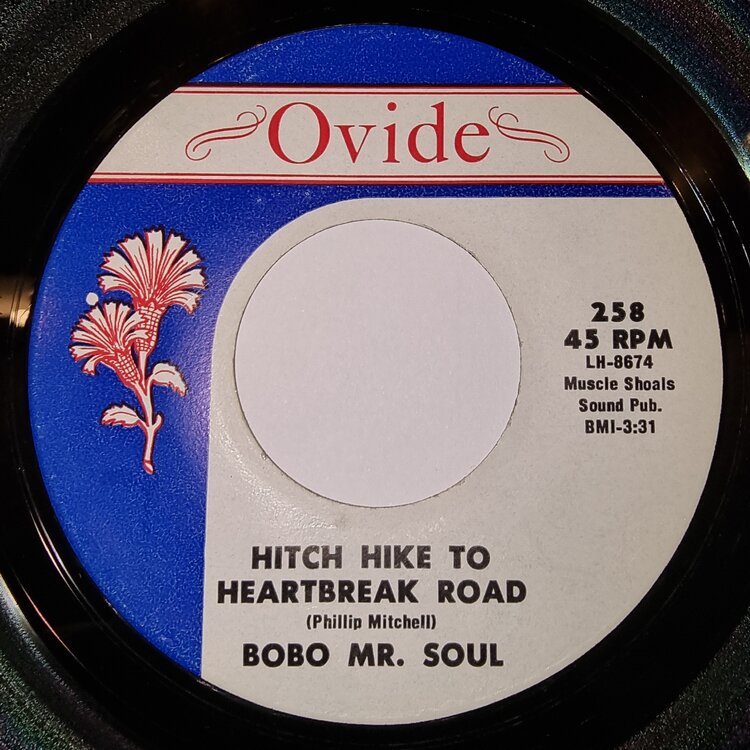 Ovide
258
45 RPM
LH-8674
Muscle Shoals
Sound Pub.
BMI-3:31
HITCH HIKE TO
HEARTBREAK ROAD
(Phillip Mitchell)
BOBO MR. SOUL